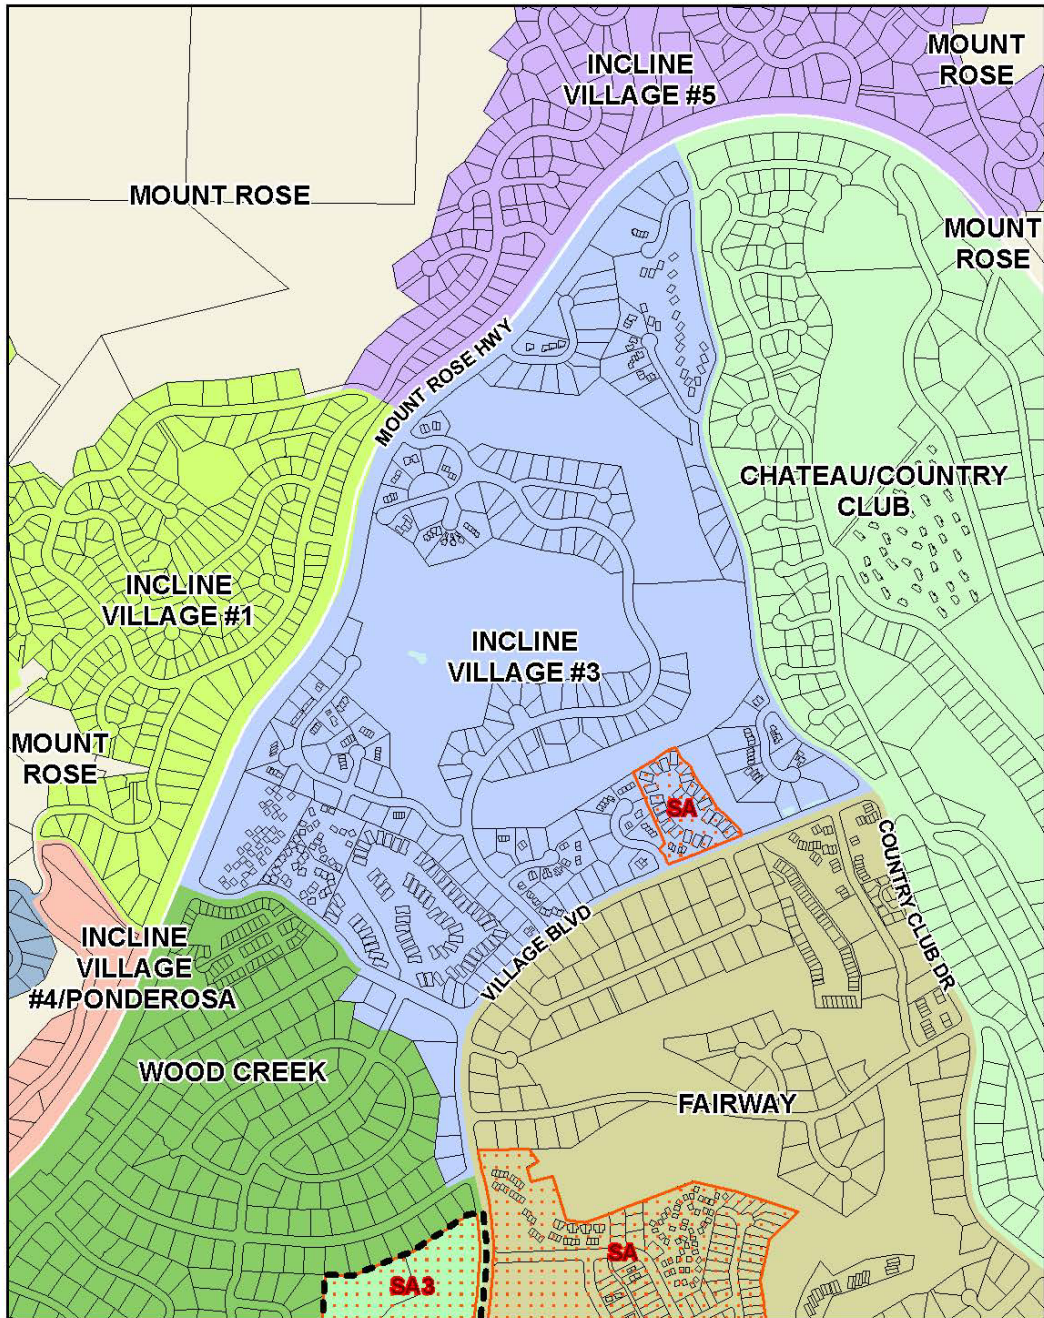 INCLINE
VILLAGE #5
MOUNT
ROSE
MOUNT ROSE
MOUNT
ROSE
MOUNT ROSE HWY
CHATEAU/COUNTRY
CLUB
INCLINE
VILLAGE #1
INCLINE
VILLAGE #3
MOUNT
ROSE
SA
COUNTRY CLUB DR
VILLAGE BLVD
INCLINE
VILLAGE
#4/PONDEROSA
WOOD CREEK
FAIRWAY
SA
SA3